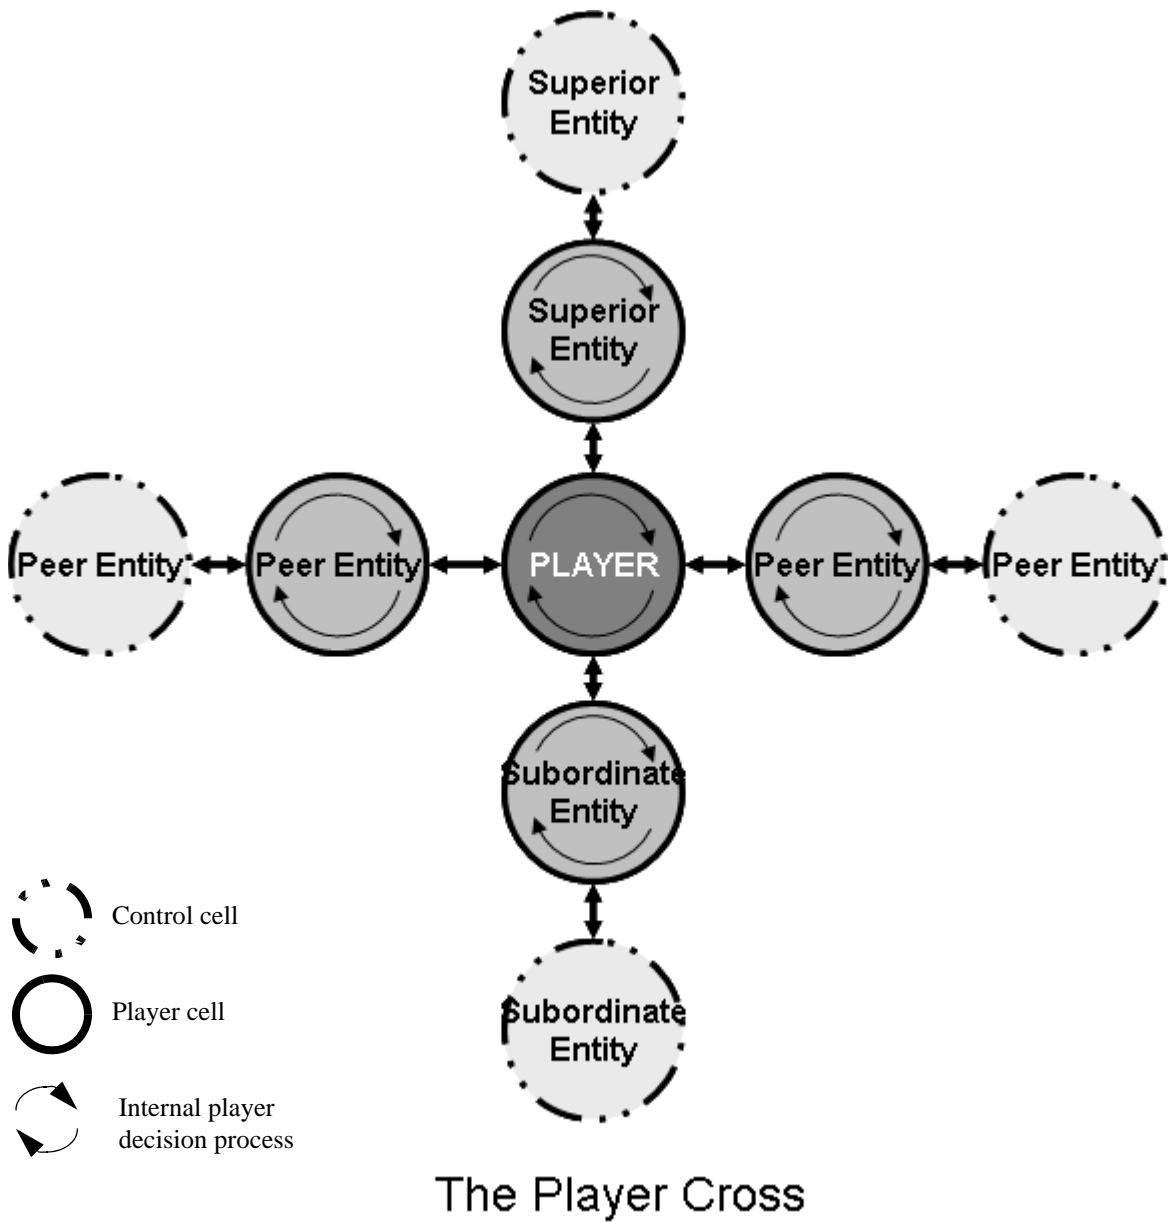 Superior
Entity
Superior
Entity
Peer Entity
Peer Entity
PLAYER
Peer Entity
Peer Entity
Subordinate
Entity
Subordinate
Entity
Control cell
Player cell
Internal player
decision process
The Player Cross